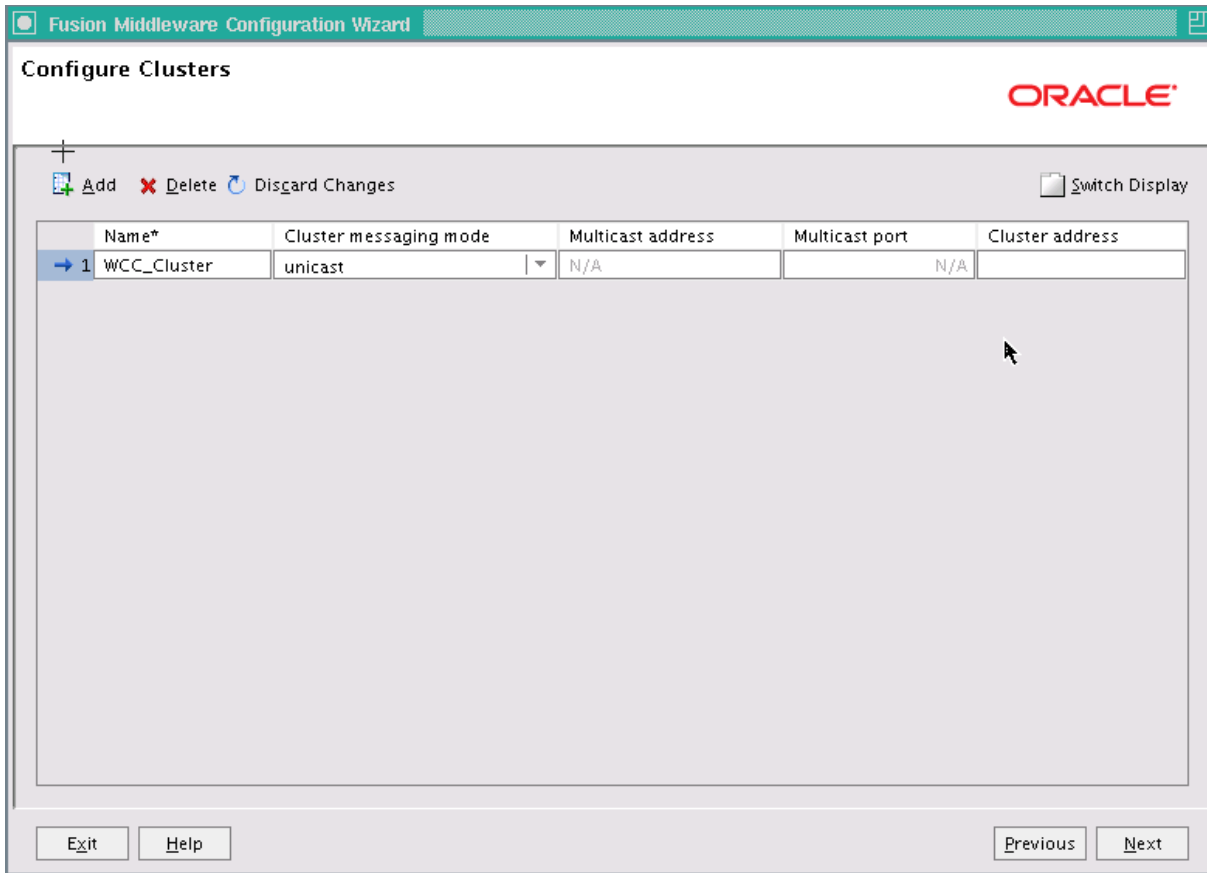 Fusion Middleware Configuration Wizard
Configure Clusters
ORACLE
Add Delete Discard Changes Switch Display
Name* Cluster messaging mode Multicast address Multicast port Cluster address
1 WCC_Cluster unicast N/A N/A
Exit Help Previous Next